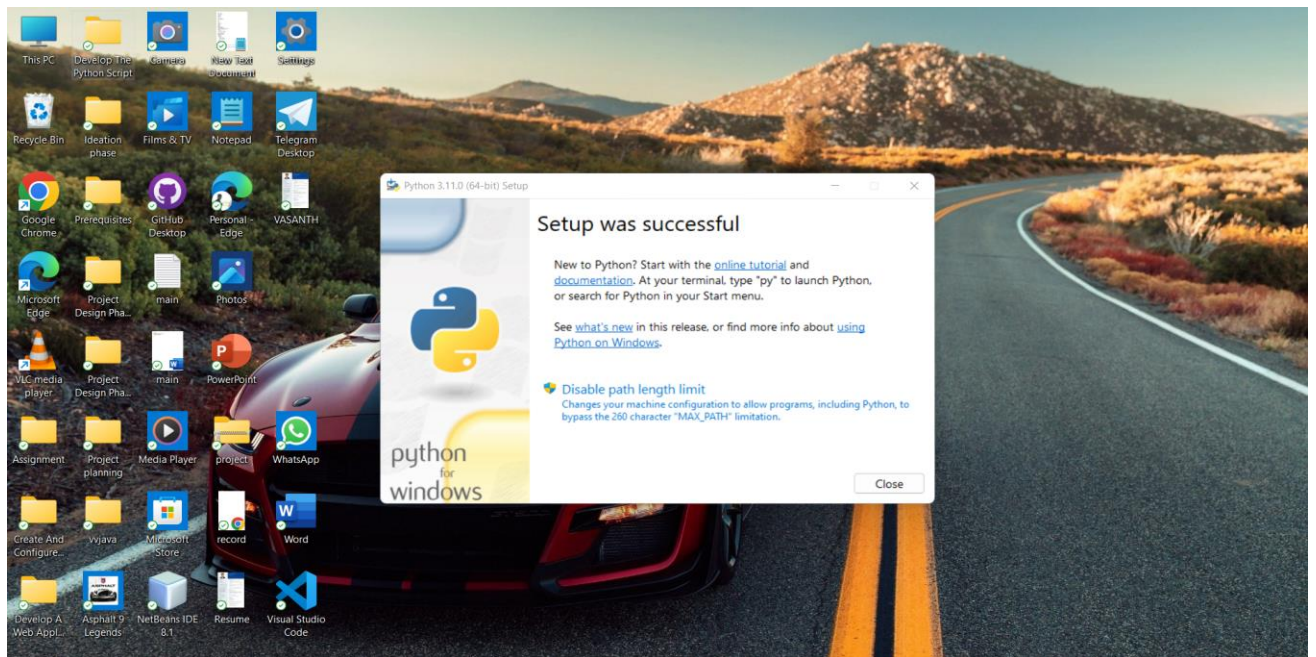 This PC
Develop The
Python Script
Camera
New Text
Document
Settings
Recycle Bin
Ideation
phase
Films & TV
Notepad
Telegram
Desktop
Google
Chrome
Prerequisites
GitHub
Desktop
Personal -
Edge
VASANTH
Microsoft
Edge
Project
Design Pha...
main
Photos
VLC media
player
Project
Design Pha...
main
PowerPoint
Assignment
Project
planning
Media Player
project
WhatsApp
Create And
Configure...
vvjava
Microsoft
Store
record
Word
Develop A
Web Appl...
Asphalt 9
Legends
NetBeans IDE
8.1
Resume
Visual Studio
Code
Python 3.11.0 (64-bit) Setup
Setup was successful
New to Python? Start with the online tutorial and
documentation. At your terminal, type "py" to launch Python,
or search for Python in your Start menu.
See what's new in this release, or find more info about using
Python on Windows.
Disable path length limit
Changes your machine configuration to allow programs, including Python, to
bypass the 260 character "MAX_PATH" limitation.
python
for
windows
Close